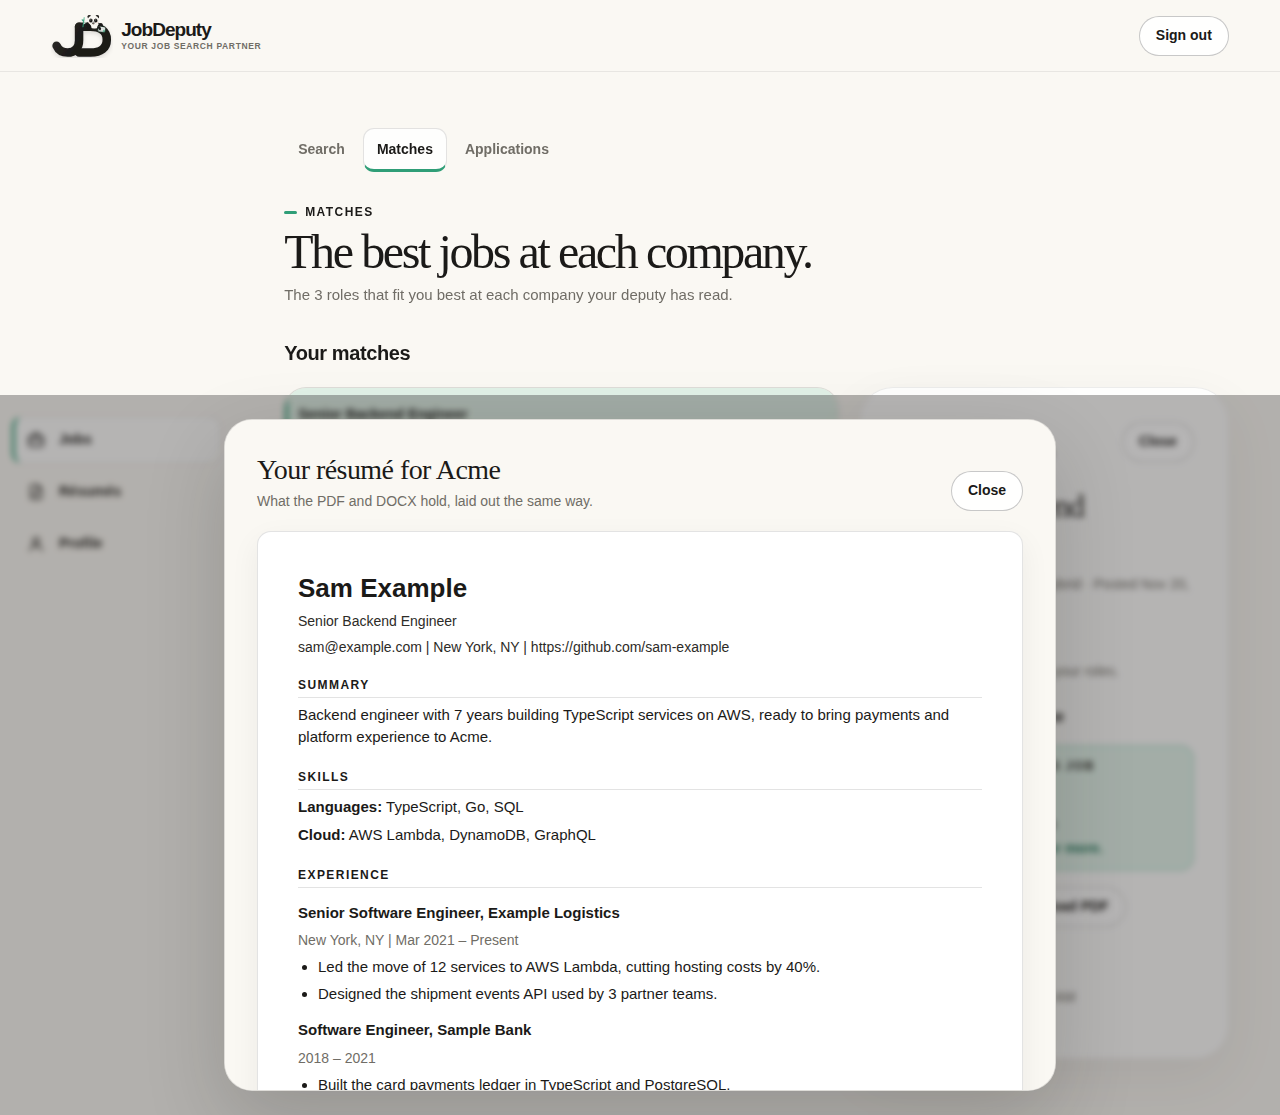 JobDeputy
YOUR JOB SEARCH PARTNER
Sign out
Search
Matches
Applications
MATCHES
The best jobs at each company.
The 3 roles that fit you best at each company your deputy has read.
Your matches
Senior Backend Engineer
Jobs
Résumés
Profile
Close
Your résumé for Acme
What the PDF and DOCX hold, laid out the same way.
Close
Sam Example
Senior Backend Engineer
sam@example.com | New York, NY | https://github.com/sam-example
SUMMARY
Backend engineer with 7 years building TypeScript services on AWS, ready to bring payments and
platform experience to Acme.
SKILLS
Languages: TypeScript, Go, SQL
Cloud: AWS Lambda, DynamoDB, GraphQL
EXPERIENCE
Senior Software Engineer, Example Logistics
New York, NY | Mar 2021 – Present
Led the move of 12 services to AWS Lambda, cutting hosting costs by 40%.
Designed the shipment events API used by 3 partner teams.
Software Engineer, Sample Bank
2018 – 2021
Built the card payments ledger in TypeScript and PostgreSQL.